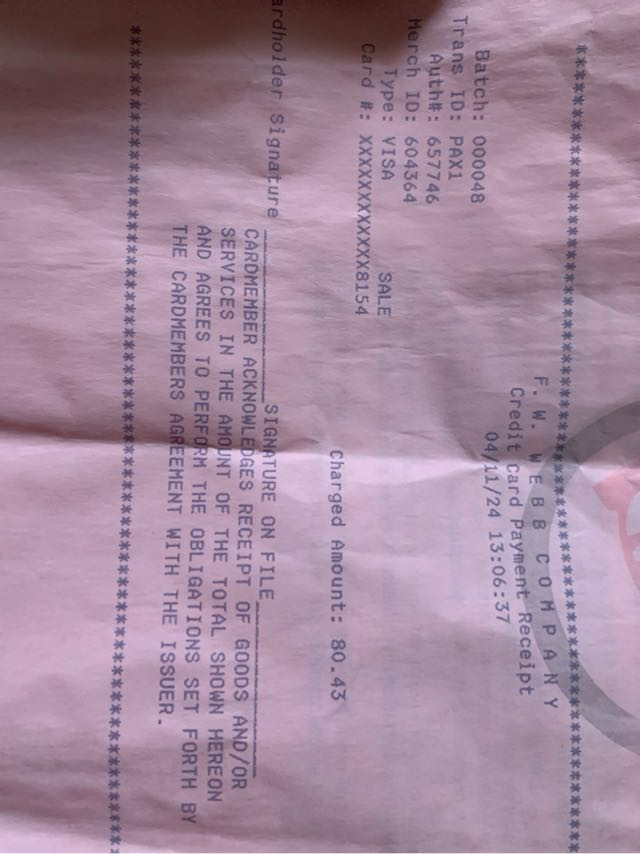 ************************************************************
F. W. WEBB COMPANY
Credit Card Payment Receipt
04/11/24 13:06:37
Batch: 000048
Trans ID: PAX1
Auth#: 657746
Merch ID: 604364
Type: VISA SALE
Card #: XXXXXXXXXXXX8154
Charged Amount: 80.43
ardholder Signature ____________SIGNATURE ON FILE____________
CARDMEMBER ACKNOWLEDGES RECEIPT OF GOODS AND/OR
SERVICES IN THE AMOUNT OF THE TOTAL SHOWN HEREON
AND AGREES TO PERFORM THE OBLIGATIONS SET FORTH BY
THE CARDMEMBERS AGREEMENT WITH THE ISSUER.
************************************************************